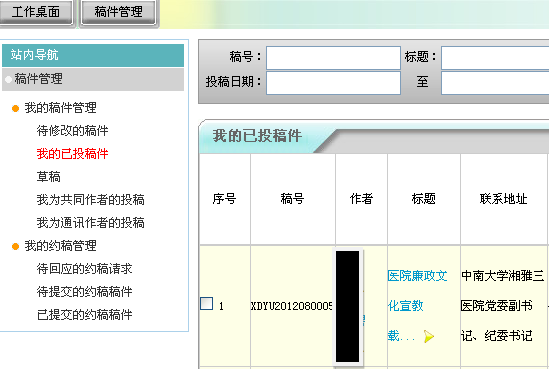 工作桌面 稿件管理
站内导航
稿件管理
我的稿件管理
待修改的稿件
我的已投稿件
草稿
我为共同作者的投稿
我为通讯作者的投稿
我的约稿管理
待回应的约稿请求
待提交的约稿稿件
已提交的约稿稿件
稿号： 标题：
投稿日期： 至
我的已投稿件
序号 稿号 作者 标题 联系地址
1 XDYU2012080005
医院廉政文
化宣教
载...
中南大学湘雅三
医院党委副书
记、纪委书记